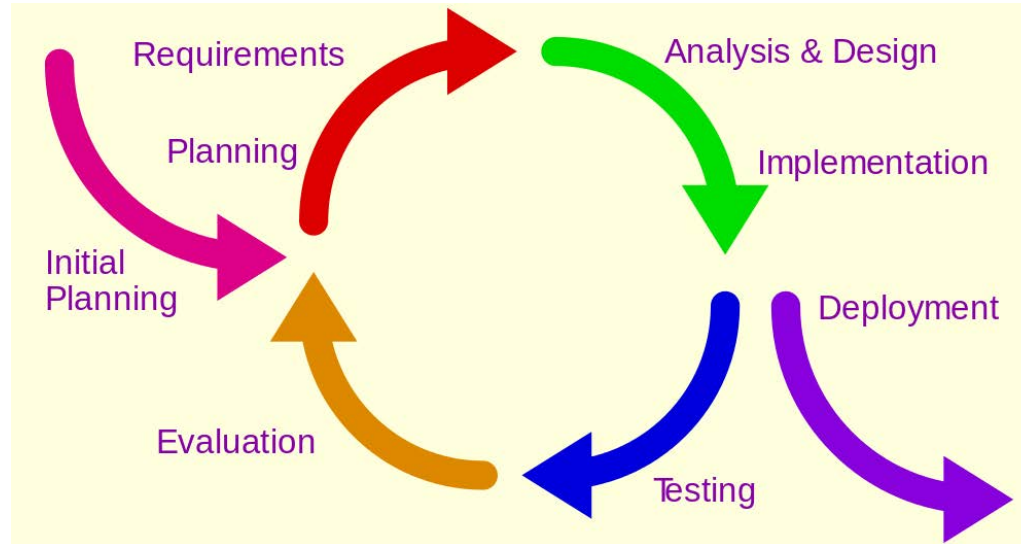 Requirements
Analysis & Design
Planning
Implementation
Initial
Planning
Deployment
Evaluation
Testing